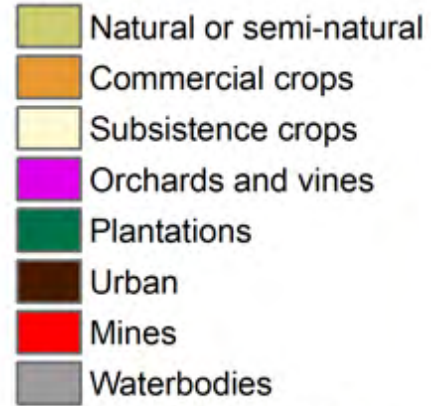 Natural or semi-natural
Commercial crops
Subsistence crops
Orchards and vines
Plantations
Urban
Mines
Waterbodies